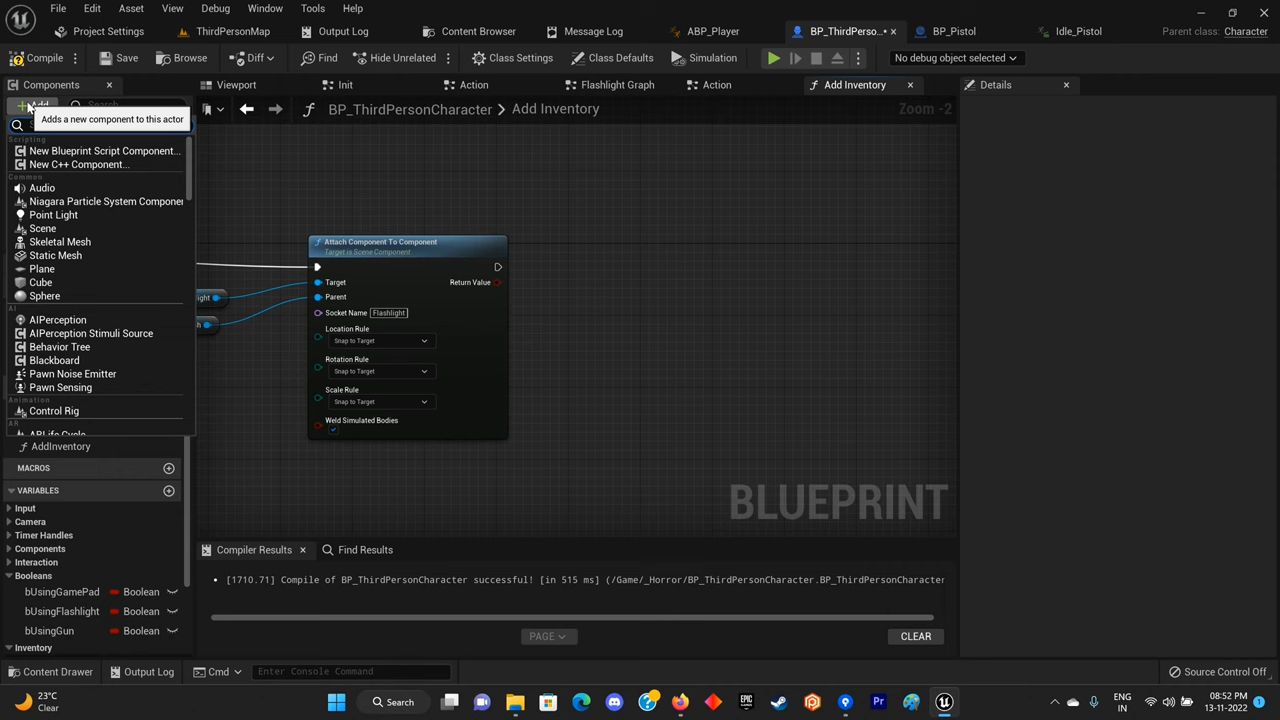 File Edit Asset View Debug Window Tools Help
Project Settings ThirdPersonMap Output Log Content Browser Message Log ABP_Player BP_ThirdPerso...• BP_Pistol Idle_Pistol Parent class: Character
Compile Save Browse Diff Find Hide Unrelated Class Settings Class Defaults Simulation No debug object selected
Components Viewport Init Action Flashlight Graph Action Add Inventory Details
Add Search
BP_ThirdPersonCharacter > Add Inventory Zoom -2
Adds a new component to this actor
Scripting
New Blueprint Script Component...
New C++ Component...
Common
Audio
Niagara Particle System Compone
Point Light
Scene
Skeletal Mesh
Static Mesh
Plane
Cube
Sphere
AI
AIPerception
AIPerception Stimuli Source
Behavior Tree
Blackboard
Pawn Noise Emitter
Pawn Sensing
Animation
Control Rig
AR
ARLife Cycle
AddInventory
MACROS
VARIABLES
Input
Camera
Timer Handles
Components
Interaction
Booleans
bUsingGamePad Boolean
bUsingFlashlight Boolean
bUsingGun Boolean
Inventory
Attach Component To Component
Target is Scene Component
Target Return Value
Parent
Socket Name Flashlight
Location Rule
Snap to Target
Rotation Rule
Snap to Target
Scale Rule
Snap to Target
Weld Simulated Bodies
light
h
BLUEPRINT
Compiler Results Find Results
[1710.71] Compile of BP_ThirdPersonCharacter successful! [in 515 ms] (/Game/_Horror/BP_ThirdPersonCharacter.BP_ThirdPersonCharacter
PAGE CLEAR
Content Drawer Output Log Cmd Enter Console Command Source Control Off
23°C
Clear
Search
Pr
ENG
IN
08:52 PM
13-11-2022
1